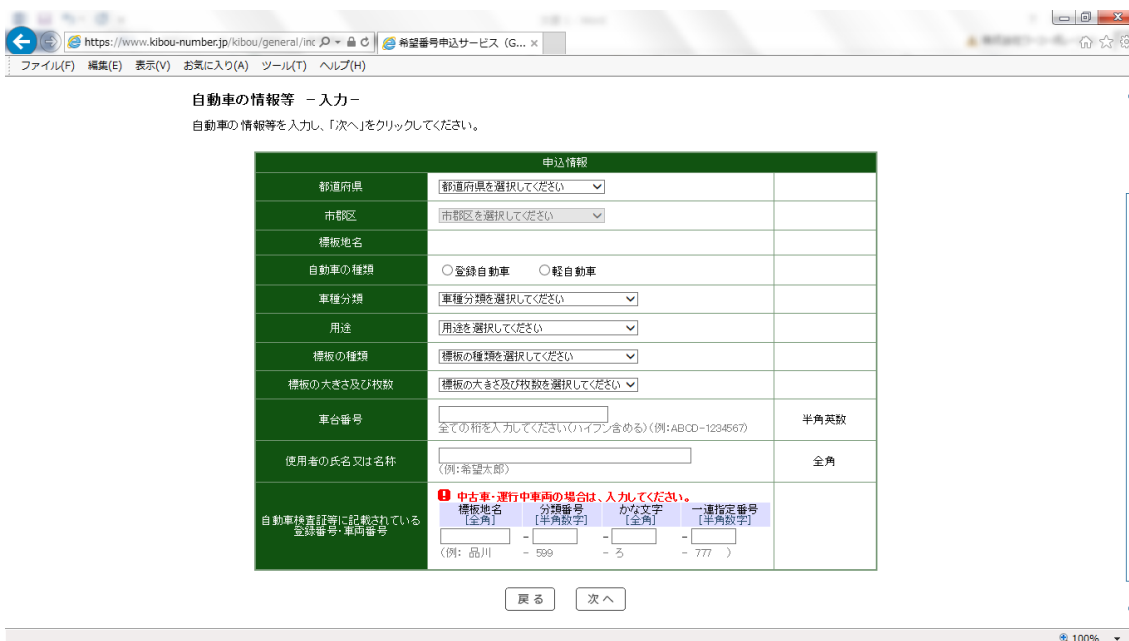 https://www.kibou-number.jp/kibou/general/inc
希望番号申込サービス（G... ×
ファイル(F) 編集(E) 表示(V) お気に入り(A) ツール(T) ヘルプ(H)
自動車の情報等 －入力－
自動車の情報等を入力し、「次へ」をクリックしてください。
申込情報
都道府県 都道府県を選択してください
市郡区 市郡区を選択してください
標板地名
自動車の種類 登録自動車 軽自動車
車種分類 車種分類を選択してください
用途 用途を選択してください
標板の種類 標板の種類を選択してください
標板の大きさ及び枚数 標板の大きさ及び枚数を選択してください
車台番号 半角英数
全ての桁を入力してください(ハイフン含める)(例:ABCD-1234567)
使用者の氏名又は名称 全角
(例:希望太郎)
中古車・運行中車両の場合は、入力してください。
標板地名 分類番号 かな文字 一連指定番号
[全角] [半角数字] [全角] [半角数字]
自動車検査証等に記載されている
登録番号・車両番号
- - -
(例: 品川 - 599 - ろ - 777 )
戻る 次へ
100%